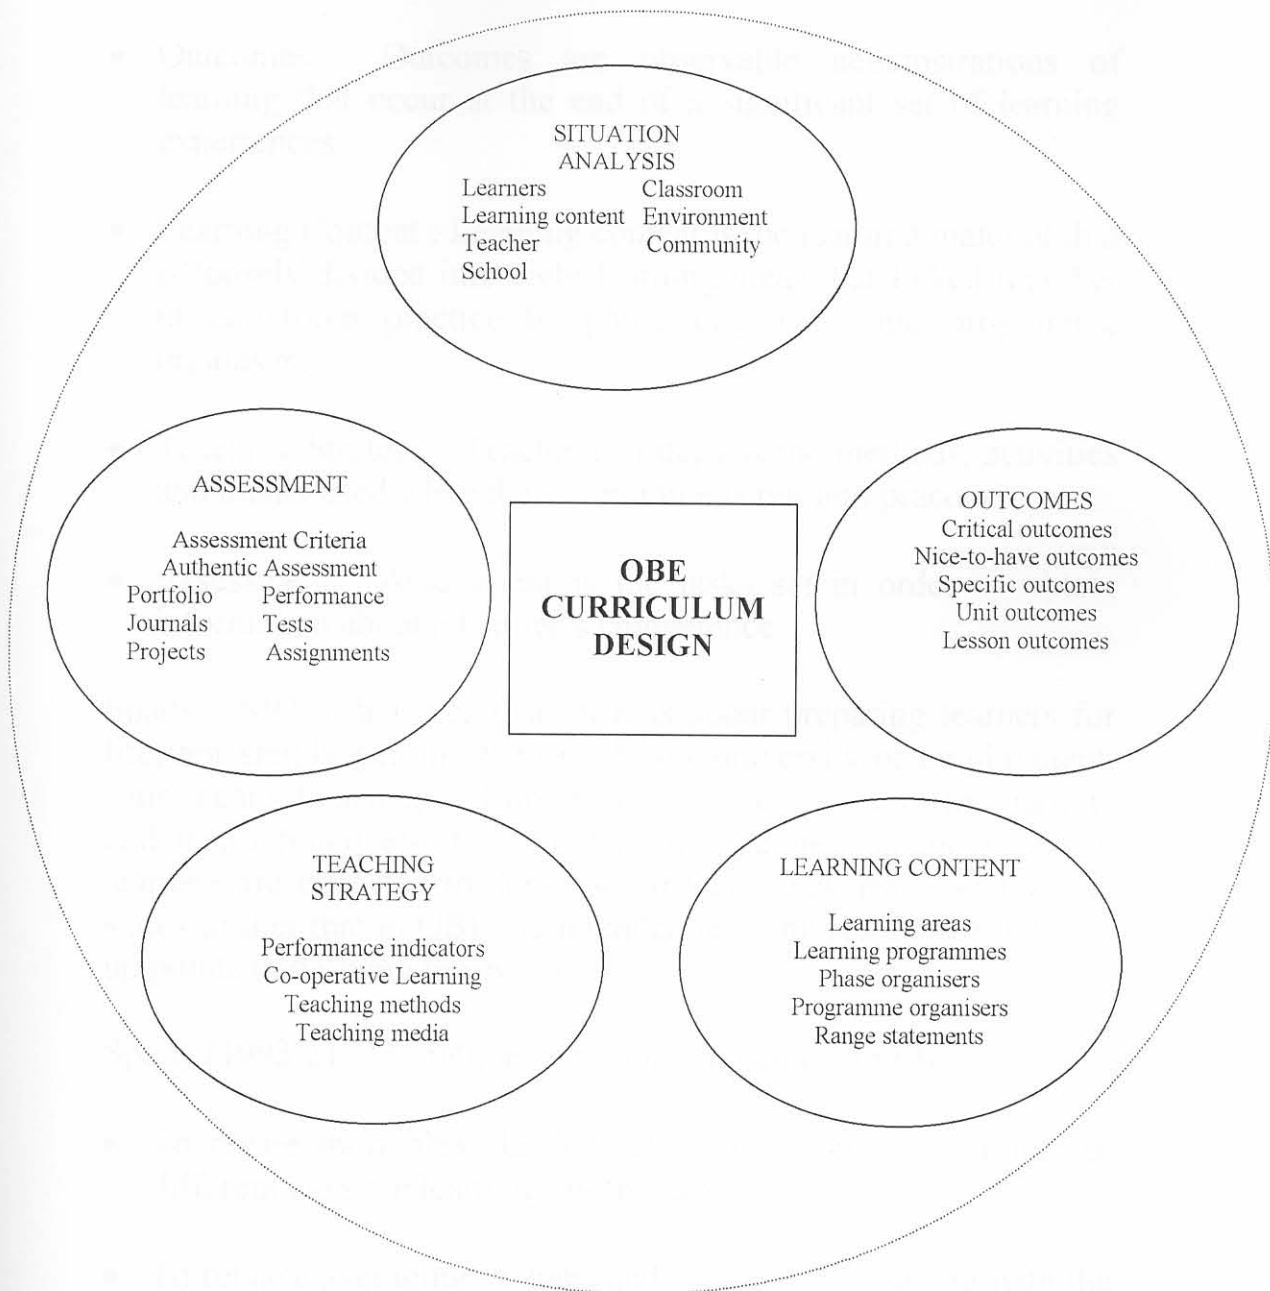 SITUATION
ANALYSIS
Learners Classroom
Learning content Environment
Teacher Community
School
ASSESSMENT
Assessment Criteria
Authentic Assessment
Portfolio Performance
Journals Tests
Projects Assignments
OBE
CURRICULUM
DESIGN
OUTCOMES
Critical outcomes
Nice-to-have outcomes
Specific outcomes
Unit outcomes
Lesson outcomes
TEACHING
STRATEGY
Performance indicators
Co-operative Learning
Teaching methods
Teaching media
LEARNING CONTENT
Learning areas
Learning programmes
Phase organisers
Programme organisers
Range statements